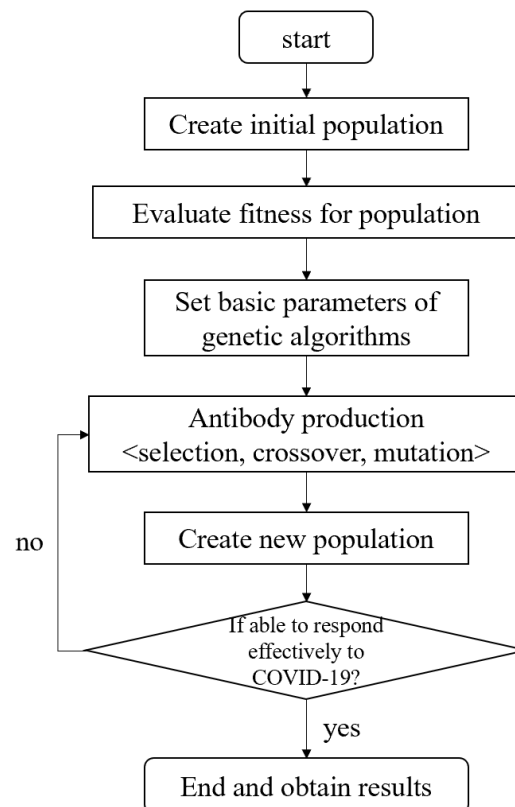 start
Create initial population
Evaluate fitness for population
Set basic parameters of
genetic algorithms
Antibody production
<selection, crossover, mutation>
no
Create new population
If able to respond
effectively to
COVID-19?
yes
End and obtain results